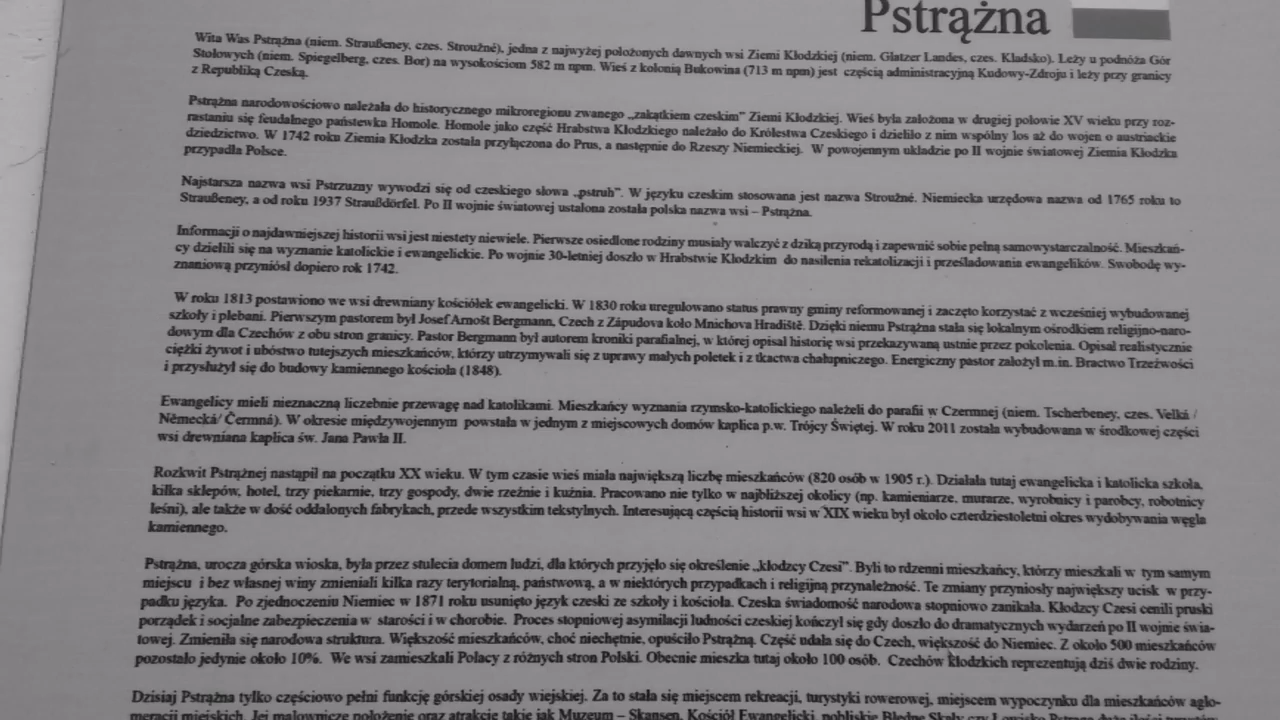 Pstrążna
Wita Was Pstrążna (niem. Straußeney, czes. Stroužné), jedna z najwyżej położonych dawnych wsi Ziemi Kłodzkiej (niem. Glatzer Landes, czes. Kladsko). Leży u podnóża Gór
Stołowych (niem. Spiegelberg, czes. Bor) na wysokościom 582 m npm. Wieś z kolonią Bukowina (713 m npm) jest częścią administracyjną Kudowy-Zdroju i leży przy granicy
z Republiką Czeską.
Pstrążna narodowościowo należała do historycznego mikroregionu zwanego „zakątkiem czeskim" Ziemi Kłodzkiej. Wieś była założona w drugiej połowie XV wieku przy roz-
rastaniu się feudalnego państewka Homole. Homole jako część Hrabstwa Kłodzkiego należało do Królestwa Czeskiego i dzieliło z nim wspólny los aż do wojen o austriackie
dziedzictwo. W 1742 roku Ziemia Kłodzka została przyłączona do Prus, a następnie do Rzeszy Niemieckiej. W powojennym układzie po II wojnie światowej Ziemia Kłodzka
przypadła Polsce.
Najstarsza nazwa wsi Pstrzuzny wywodzi się od czeskiego słowa „pstruh". W języku czeskim stosowana jest nazwa Stroužné. Niemiecka urzędowa nazwa od 1765 roku to
Straußeney, a od roku 1937 Straußdörfel. Po II wojnie światowej ustalona została polska nazwa wsi – Pstrążna.
Informacji o najdawniejszej historii wsi jest niestety niewiele. Pierwsze osiedlone rodziny musiały walczyć z dziką przyrodą i zapewnić sobie pełną samowystarczalność. Mieszkań-
cy dzielili się na wyznanie katolickie i ewangelickie. Po wojnie 30-letniej doszło w Hrabstwie Kłodzkim do nasilenia rekatolizacji i prześladowania ewangelików. Swobodę wy-
znaniową przyniósł dopiero rok 1742.
W roku 1813 postawiono we wsi drewniany kościółek ewangelicki. W 1830 roku uregulowano status prawny gminy reformowanej i zaczęto korzystać z wcześniej wybudowanej
szkoły i plebani. Pierwszym pastorem był Josef Arnošt Bergmann, Czech z Zápudova koło Mnichova Hradiště. Dzięki niemu Pstrążna stała się lokalnym ośrodkiem religijno-naro-
dowym dla Czechów z obu stron granicy. Pastor Bergmann był autorem kroniki parafialnej, w której opisał historię wsi przekazywaną ustnie przez pokolenia. Opisał realistycznie
ciężki żywot i ubóstwo tutejszych mieszkańców, którzy utrzymywali się z uprawy małych poletek i z tkactwa chałupniczego. Energiczny pastor założył m.in. Bractwo Trzeźwości
i przysłużył się do budowy kamiennego kościoła (1848).
Ewangelicy mieli nieznaczną liczebnie przewagę nad katolikami. Mieszkańcy wyznania rzymsko-katolickiego należeli do parafii w Czermnej (niem. Tscherbeney, czes. Velká /
Německá/ Čermná). W okresie międzywojennym powstała w jednym z miejscowych domów kaplica p.w. Trójcy Świętej. W roku 2011 została wybudowana w środkowej części
wsi drewniana kaplica św. Jana Pawła II.
Rozkwit Pstrążnej nastąpił na początku XX wieku. W tym czasie wieś miała największą liczbę mieszkańców (820 osób w 1905 r.). Działała tutaj ewangelicka i katolicka szkoła,
kilka sklepów, hotel, trzy piekarnie, trzy gospody, dwie rzeźnie i kuźnia. Pracowano nie tylko w najbliższej okolicy (np. kamieniarze, murarze, wyrobnicy i parobcy, robotnicy
leśni), ale także w dość oddalonych fabrykach, przede wszystkim tekstylnych. Interesującą częścią historii wsi w XIX wieku był około czterdziestoletni okres wydobywania węgla
kamiennego.
Pstrążna, urocza górska wioska, była przez stulecia domem ludzi, dla których przyjęło się określenie „kłodzcy Czesi". Byli to rdzenni mieszkańcy, którzy mieszkali w tym samym
miejscu i bez własnej winy zmieniali kilka razy terytorialną, państwową, a w niektórych przypadkach i religijną przynależność. Te zmiany przyniosły największy ucisk w przy-
padku języka. Po zjednoczeniu Niemiec w 1871 roku usunięto język czeski ze szkoły i kościoła. Czeska świadomość narodowa stopniowo zanikała. Kłodzcy Czesi cenili pruski
porządek i socjalne zabezpieczenia w starości i w chorobie. Proces stopniowej asymilacji ludności czeskiej kończył się gdy doszło do dramatycznych wydarzeń po II wojnie świa-
towej. Zmieniła się narodowa struktura. Większość mieszkańców, choć niechętnie, opuściło Pstrążną. Część udała się do Czech, większość do Niemiec. Z około 500 mieszkańców
pozostało jedynie około 10%. We wsi zamieszkali Polacy z różnych stron Polski. Obecnie mieszka tutaj około 100 osób. Czechów kłodzkich reprezentują dziś dwie rodziny.
Dzisiaj Pstrążna tylko częściowo pełni funkcję górskiej osady wiejskiej. Za to stała się miejscem rekreacji, turystyki rowerowej, miejscem wypoczynku dla mieszkańców aglo-
meracji miejskich. Jej malownicze położenie oraz atrakcje takie jak Muzeum – Skansen, Kościół Ewangelicki, pobliskie Błędne Skały czy